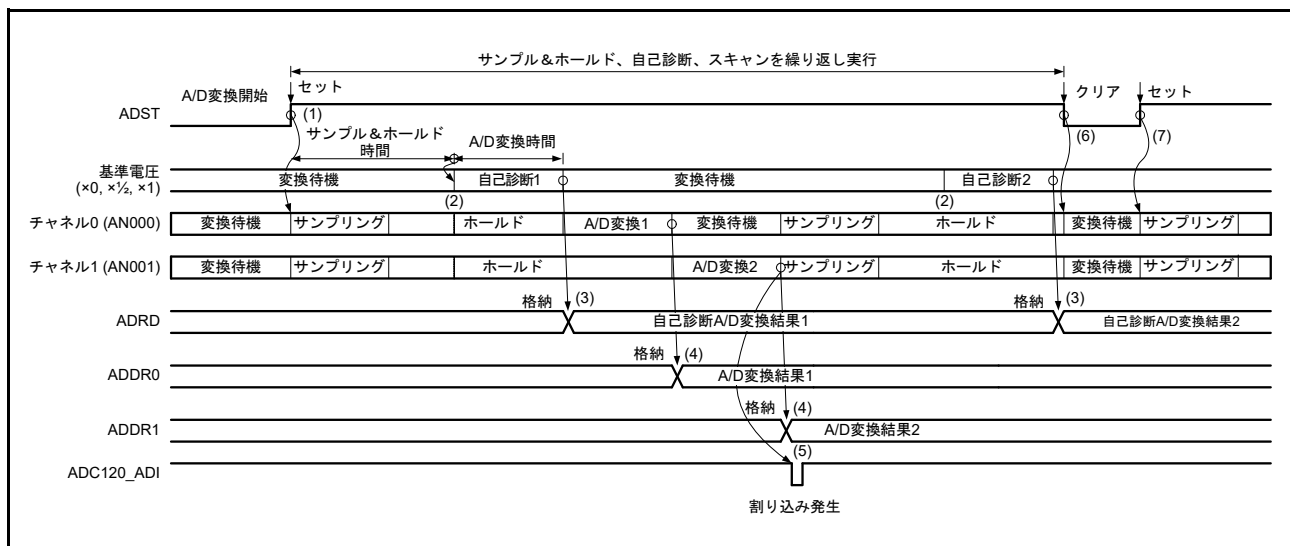 サンプル＆ホールド、自己診断、スキャンを繰り返し実行
A/D変換開始 セット クリア セット
ADST (1) (6) (7)
サンプル＆ホールド時間 A/D変換時間
基準電圧
(×0, ×½, ×1) 変換待機 自己診断1 変換待機 自己診断2
(2) (2)
チャネル0 (AN000) 変換待機 サンプリング ホールド A/D変換1 変換待機 サンプリング ホールド 変換待機 サンプリング
チャネル1 (AN001) 変換待機 サンプリング ホールド A/D変換2 サンプリング ホールド 変換待機 サンプリング
格納 (3) 格納 (3)
ADRD 自己診断A/D変換結果1 自己診断A/D変換結果2
格納 (4)
ADDR0 A/D変換結果1
格納 (4)
ADDR1 A/D変換結果2
(5)
ADC120_ADI
割り込み発生